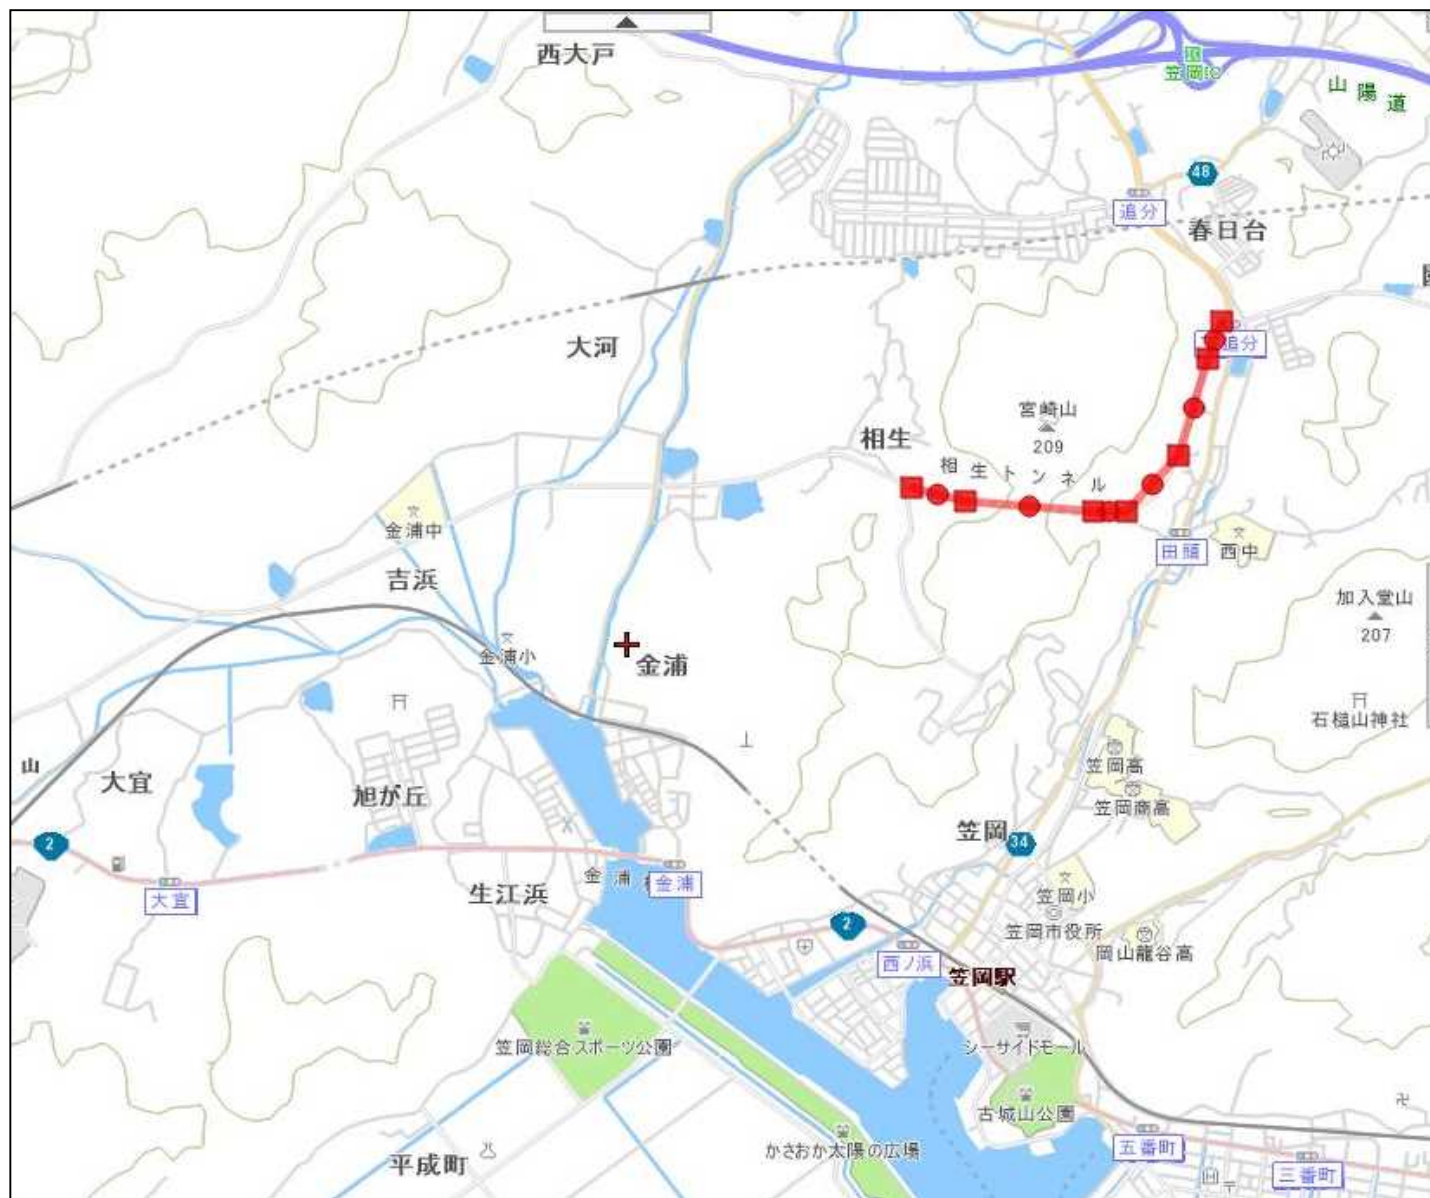 西大戸
笠岡IC
山陽道
48
追分
春日台
大河
追分
宮崎山
209
相生
相生トンネル
金浦中
田頭
西中
吉浜
加入堂山
207
金浦小
金浦
石槌山神社
笠岡高
山
大宜
旭が丘
笠岡商高
笠岡
34
2
金浦
大宜
生江浜
笠岡小
2
笠岡市役所
岡山龍谷高
西ノ浜
笠岡駅
笠岡総合スポーツ公園
シーサイドモール
古城山公園
かさおか太陽の広場
五番町
平成町
三番町